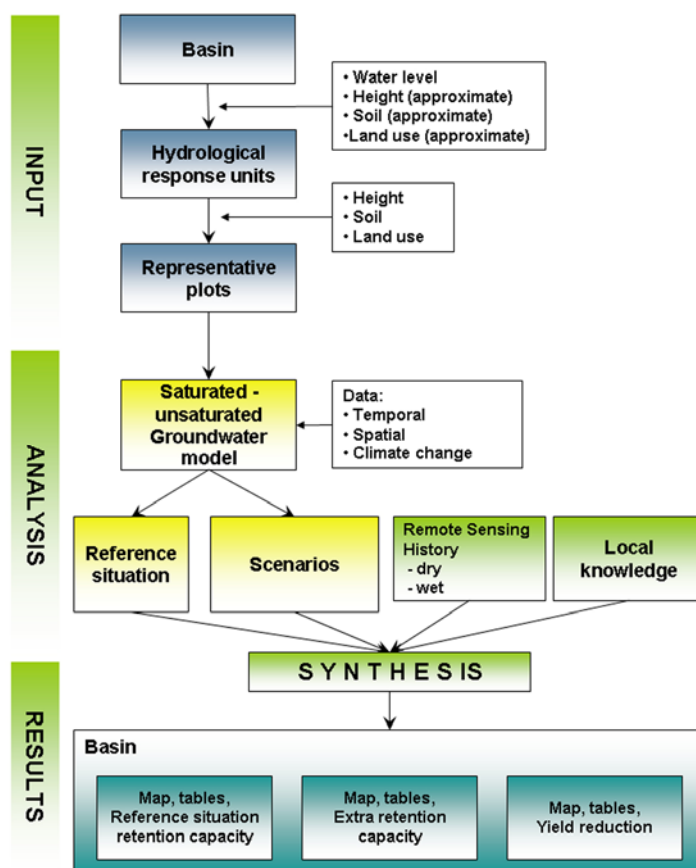 INPUT
Basin
• Water level
• Height (approximate)
• Soil (approximate)
•Land use (approximate)
Hydrological
response units
• Height
• Soil
• Land use
Representative
plots
ANALYSIS
Saturated -
unsaturated
Groundwater
model
Data:
• Temporal
• Spatial
• Climate change
Reference
situation
Scenarios
Remote Sensing
History
- dry
- wet
Local
knowledge
S Y N T H E S IS
RESULTS
Basin
Map, tables,
Reference situation
retention capacity
Map, tables,
Extra retention
capacity
Map, tables,
Yield reduction